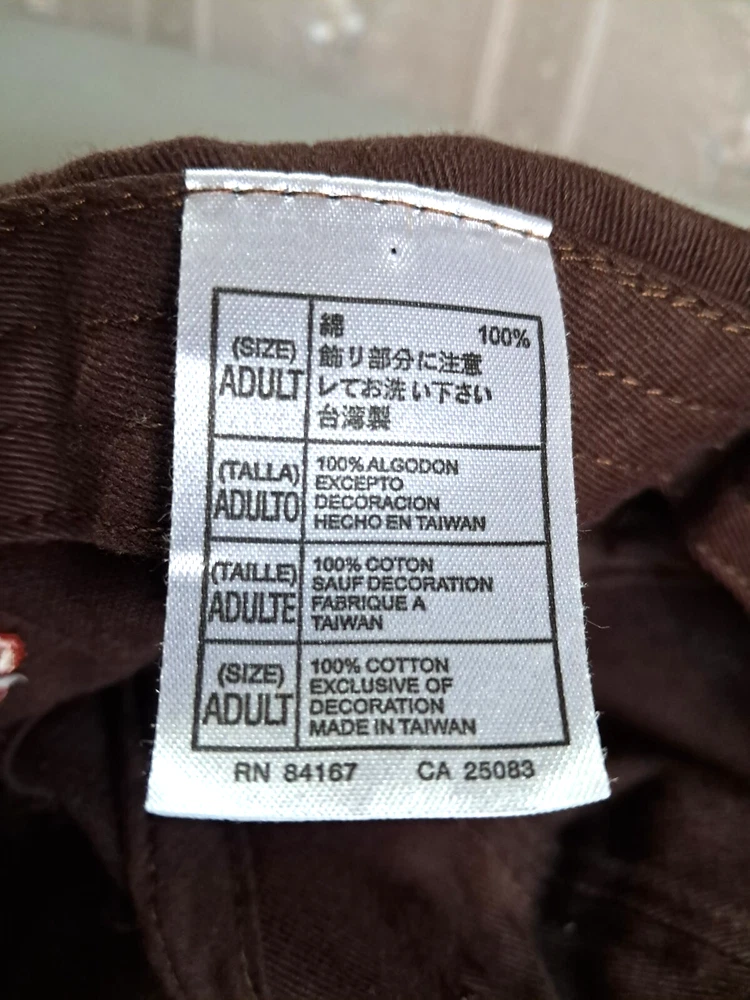 (SIZE)
ADULT
綿 100%
飾リ部分に注意
レてお洗い下さい
台湾製
(TALLA)
ADULTO
100% ALGODON
EXCEPTO
DECORACION
HECHO EN TAIWAN
(TAILLE)
ADULTE
100% COTON
SAUF DECORATION
FABRIQUE A
TAIWAN
(SIZE)
ADULT
100% COTTON
EXCLUSIVE OF
DECORATION
MADE IN TAIWAN
RN 84167 CA 25083